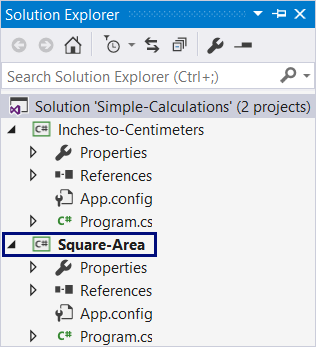 Solution Explorer
Search Solution Explorer (Ctrl+;)
Solution 'Simple-Calculations' (2 projects)
C# Inches-to-Centimeters
Properties
References
App.config
C# Program.cs
C# Square-Area
Properties
References
App.config
C# Program.cs